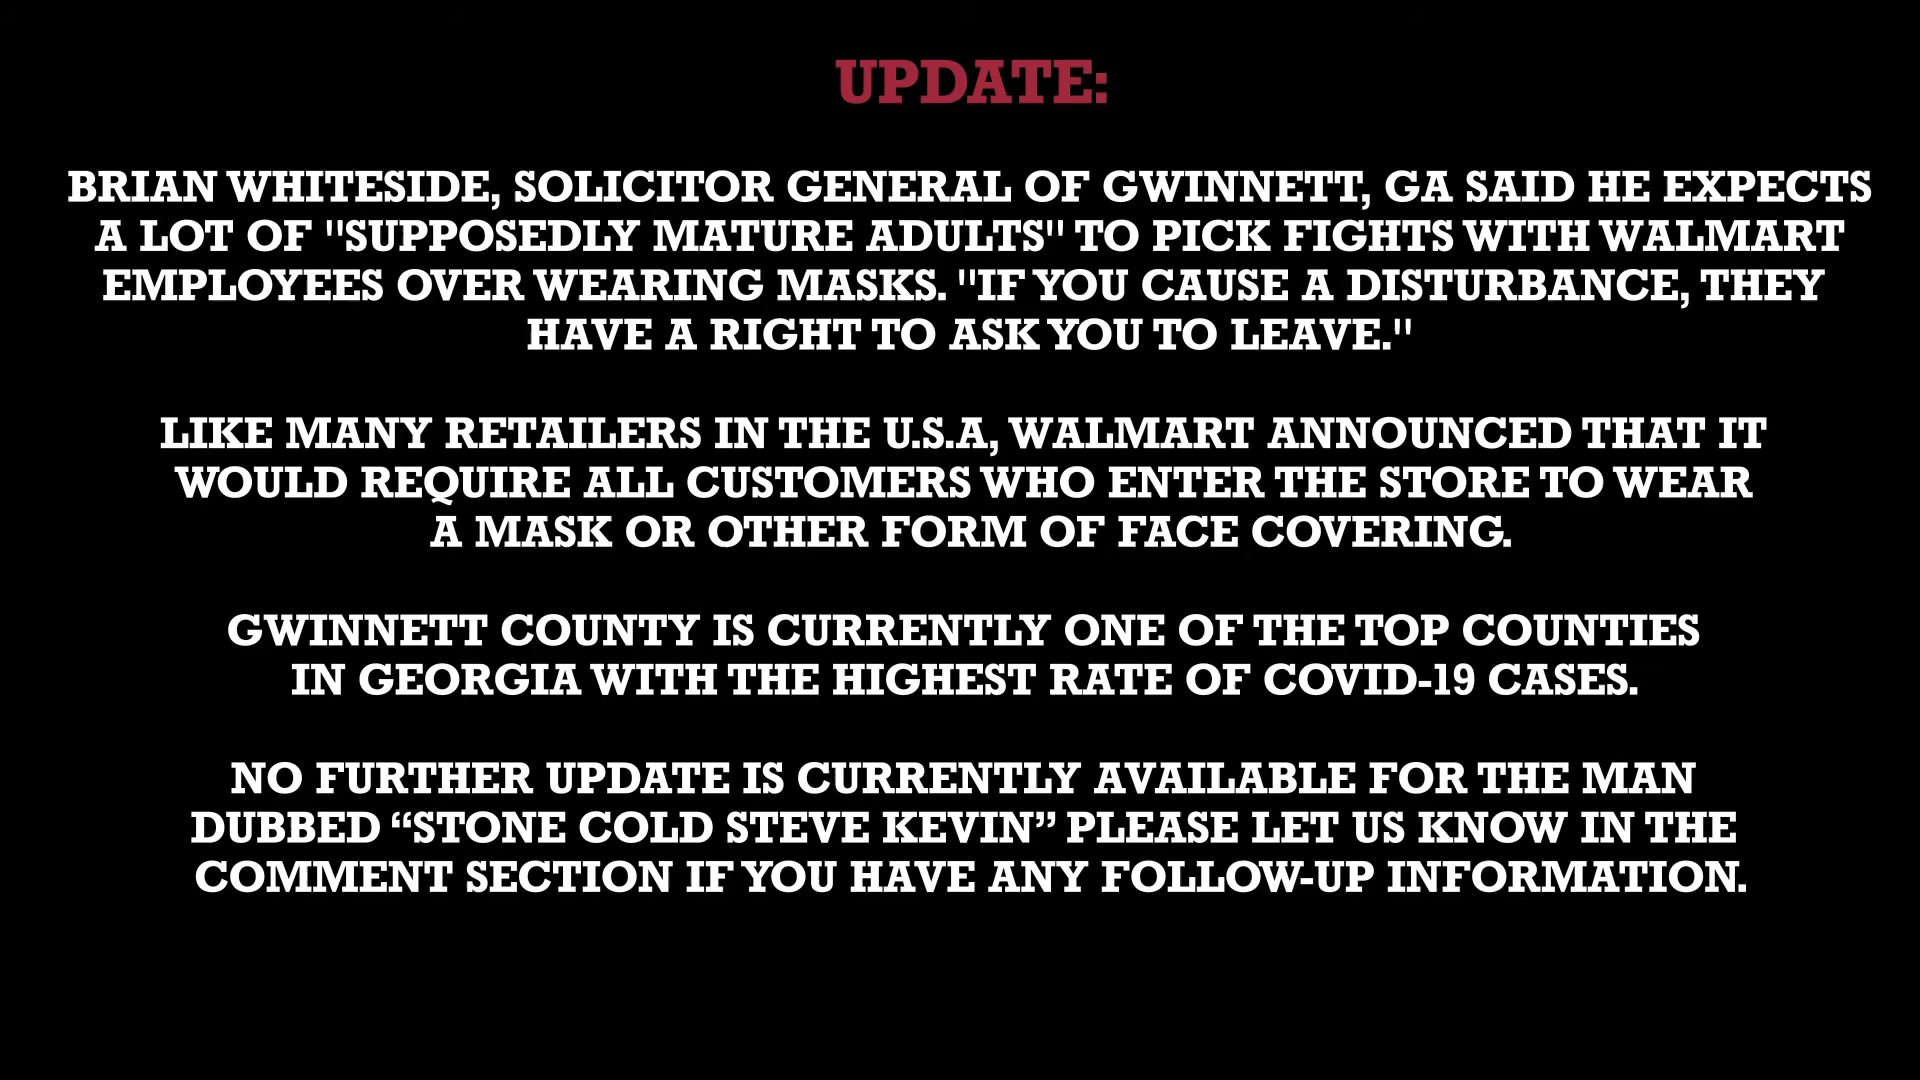 UPDATE:
BRIAN WHITESIDE, SOLICITOR GENERAL OF GWINNETT, GA SAID HE EXPECTS
A LOT OF "SUPPOSEDLY MATURE ADULTS" TO PICK FIGHTS WITH WALMART
EMPLOYEES OVER WEARING MASKS. "IF YOU CAUSE A DISTURBANCE, THEY
HAVE A RIGHT TO ASK YOU TO LEAVE."
LIKE MANY RETAILERS IN THE U.S.A, WALMART ANNOUNCED THAT IT
WOULD REQUIRE ALL CUSTOMERS WHO ENTER THE STORE TO WEAR
A MASK OR OTHER FORM OF FACE COVERING.
GWINNETT COUNTY IS CURRENTLY ONE OF THE TOP COUNTIES
IN GEORGIA WITH THE HIGHEST RATE OF COVID-19 CASES.
NO FURTHER UPDATE IS CURRENTLY AVAILABLE FOR THE MAN
DUBBED “STONE COLD STEVE KEVIN” PLEASE LET US KNOW IN THE
COMMENT SECTION IF YOU HAVE ANY FOLLOW-UP INFORMATION.